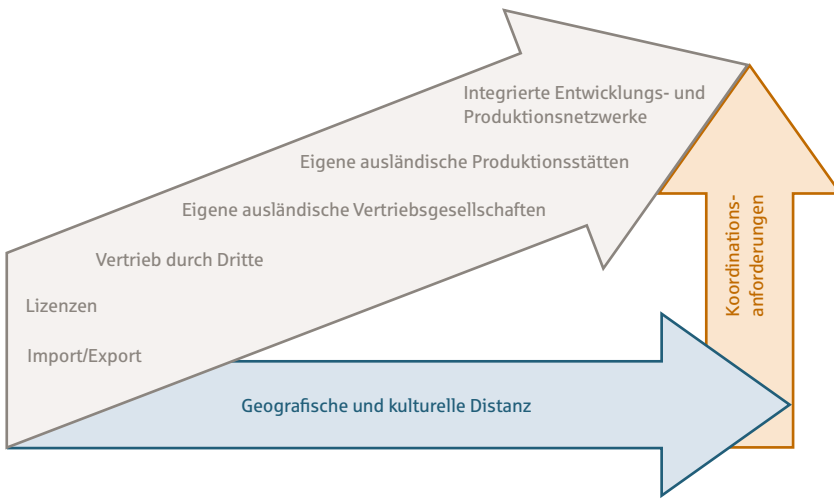 Integrierte Entwicklungs- und
Produktionsnetzwerke
Eigene ausländische Produktionsstätten
Eigene ausländische Vertriebsgesellschaften
Vertrieb durch Dritte
Lizenzen
Import/Export
Koordinations-
anforderungen
Geografische und kulturelle Distanz